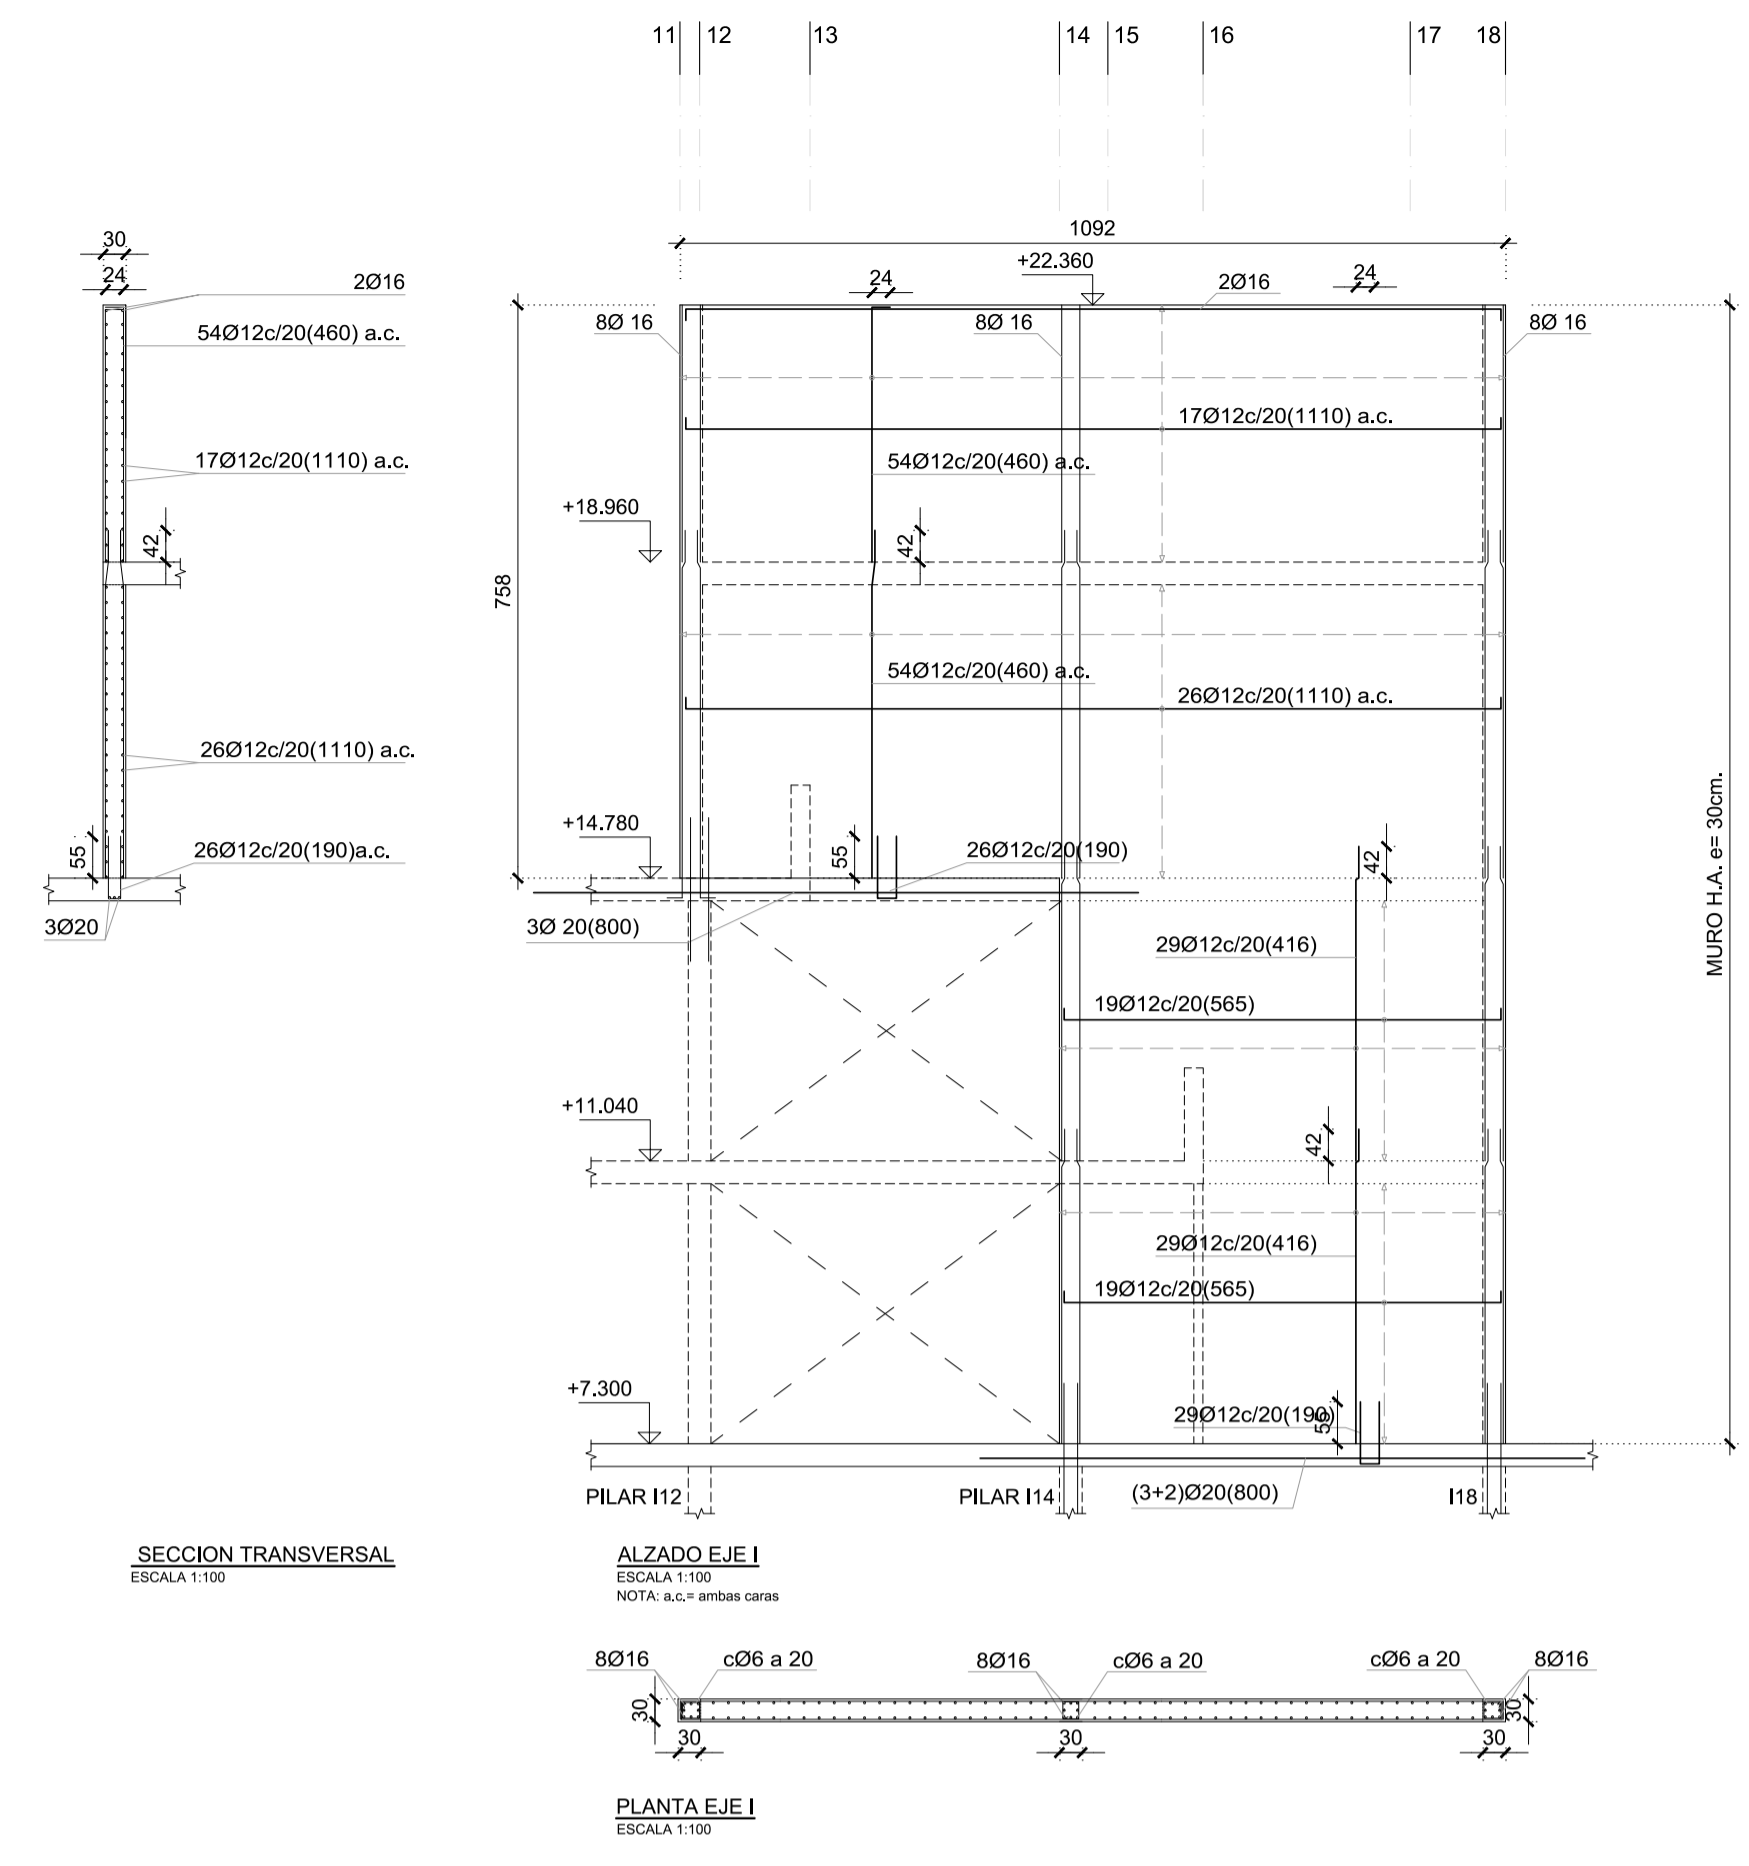 11 12 13 14 15 16 17 18
1092
+22.360
30
24
2Ø16
54Ø12c/20(460) a.c.
17Ø12c/20(1110) a.c.
42
26Ø12c/20(1110) a.c.
55
26Ø12c/20(190)a.c.
3Ø20
24
2Ø16
24
8Ø 16
8Ø 16
8Ø 16
17Ø12c/20(1110) a.c.
54Ø12c/20(460) a.c.
+18.960
42
758
54Ø12c/20(460) a.c.
26Ø12c/20(1110) a.c.
MURO H.A. e= 30cm.
+14.780
55
26Ø12c/20(190)
42
3Ø 20(800)
29Ø12c/20(416)
19Ø12c/20(565)
+11.040
42
29Ø12c/20(416)
19Ø12c/20(565)
+7.300
29Ø12c/20(190)
55
PILAR I12
PILAR I14
(3+2)Ø20(800)
I18
SECCION TRANSVERSAL
ESCALA 1:100
ALZADO EJE I
ESCALA 1:100
NOTA: a.c.= ambas caras
8Ø16
cØ6 a 20
8Ø16
cØ6 a 20
cØ6 a 20
8Ø16
30
30
30
30
30
PLANTA EJE I
ESCALA 1:100